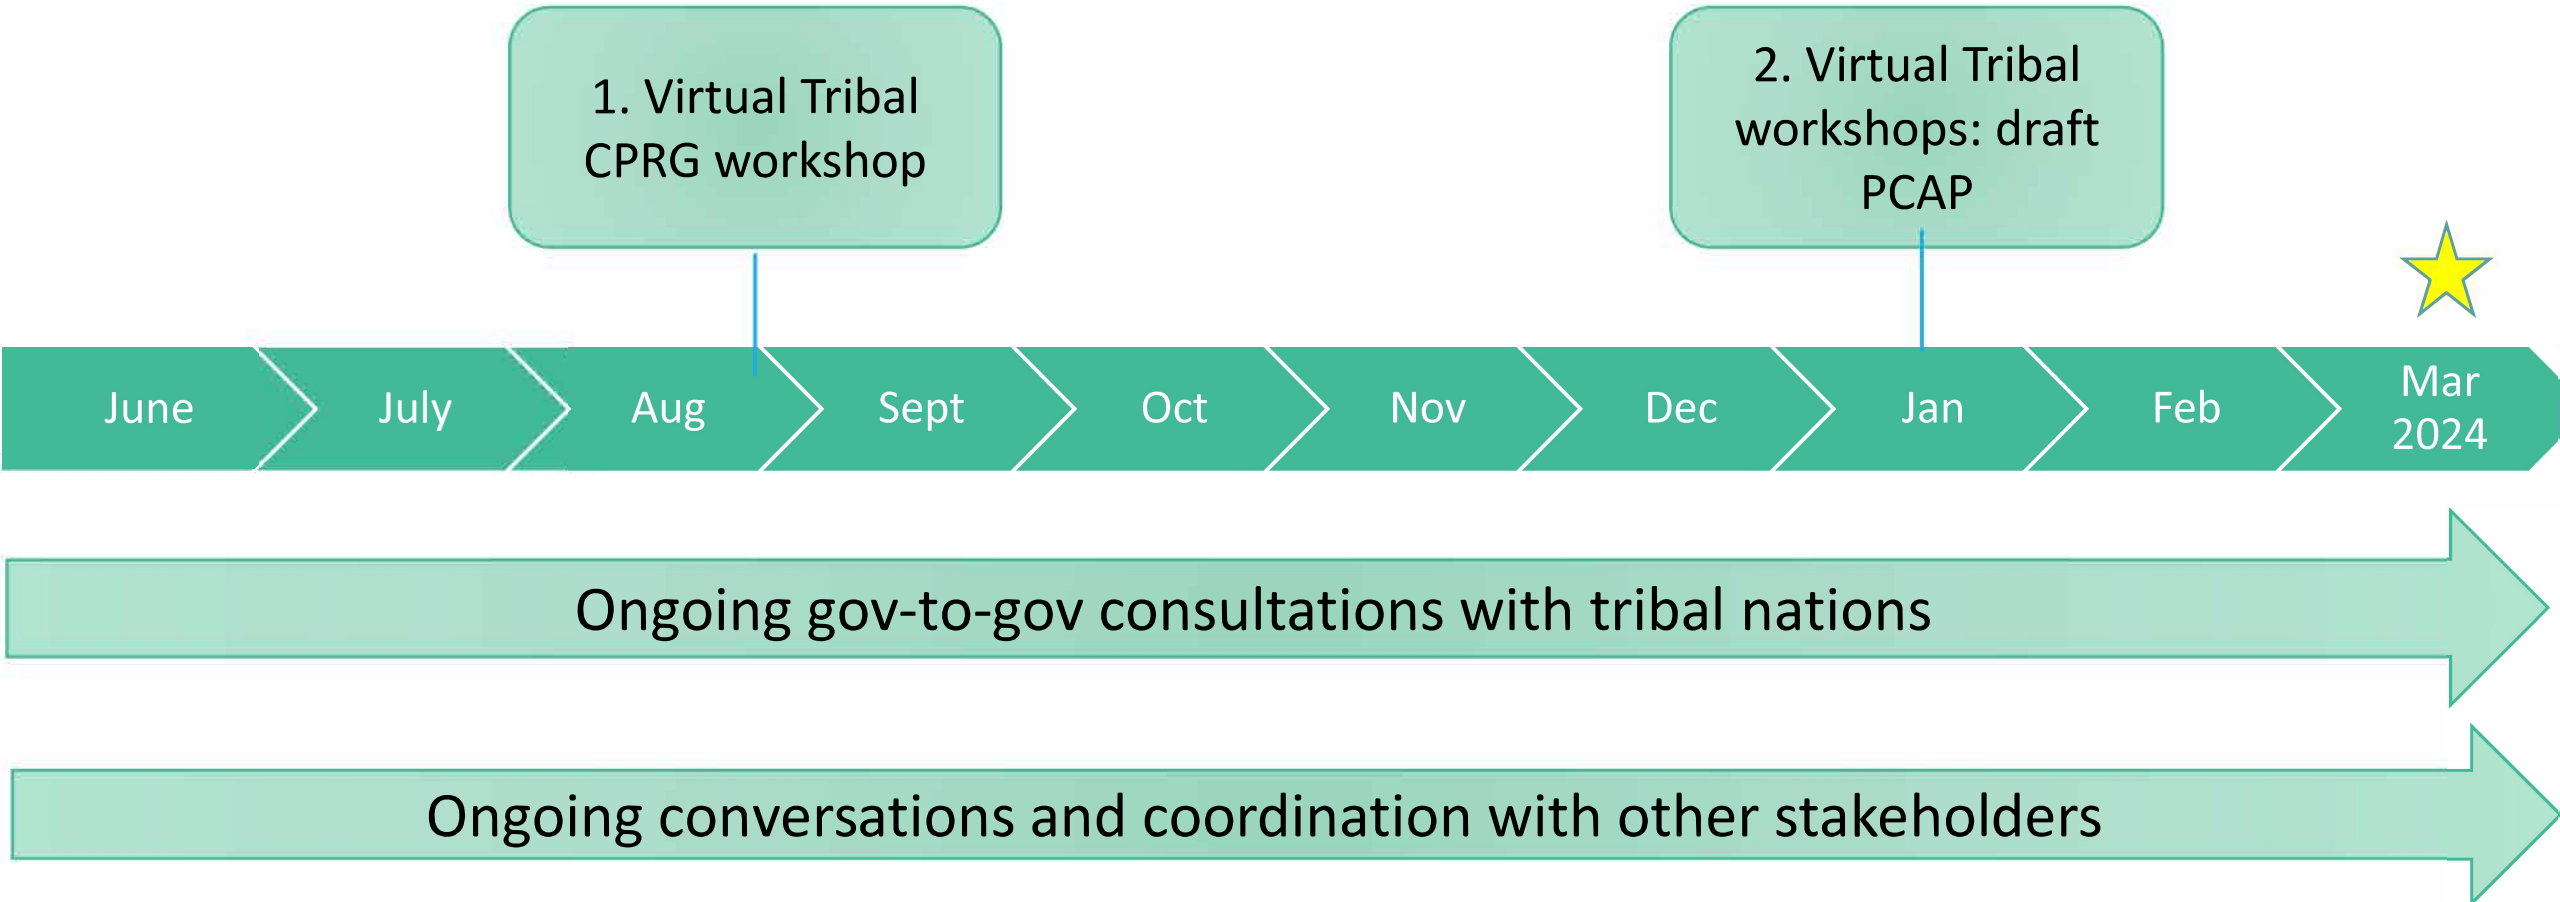 1. Virtual Tribal
CPRG workshop
2. Virtual Tribal
workshops: draft
PCAP
June
July
Aug
Sept
Oct
Nov
Dec
Jan
Feb
Mar
2024
Ongoing gov-to-gov consultations with tribal nations
Ongoing conversations and coordination with other stakeholders